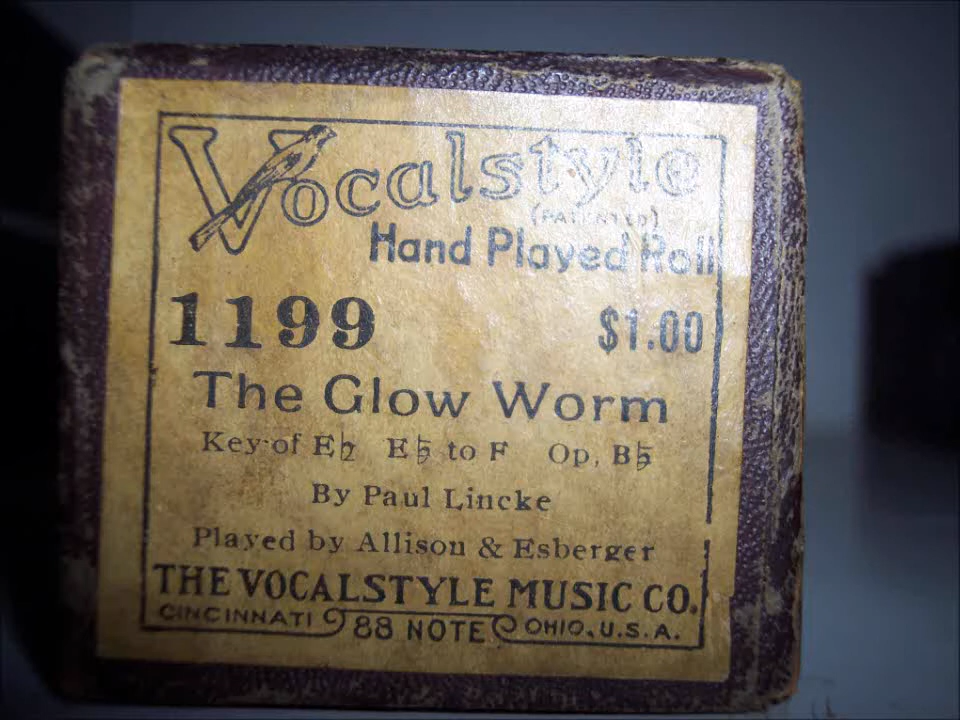 Vocalstyle
(PATENTED)
Hand Played Roll
1199 $1.00
The Glow Worm
Key of E♭ E♭ to F Op, B♭
By Paul Lincke
Played by Allison & Esberger
THE VOCALSTYLE MUSIC CO.
CINCINNATI 88 NOTE OHIO, U.S.A.